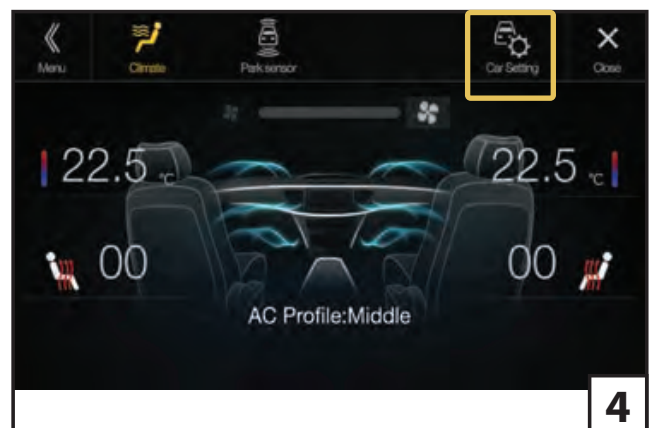 Menu Climate Park sensor Car Setting Close
22.5 °C 22.5 °C
00 00
AC Profile:Middle
4